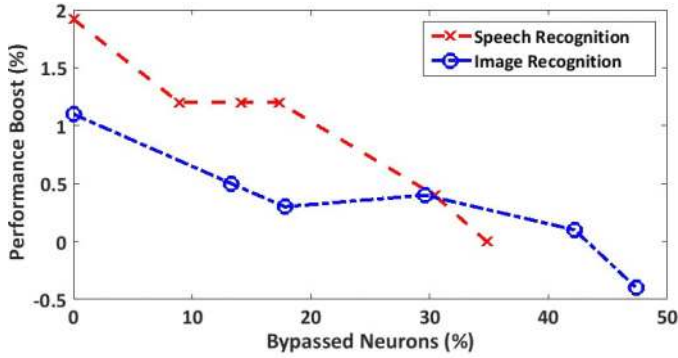 2
1.5
1
0.5
0
-0.5
Performance Boost (%)
Speech Recognition
Image Recognition
0 10 20 30 40 50
Bypassed Neurons (%)